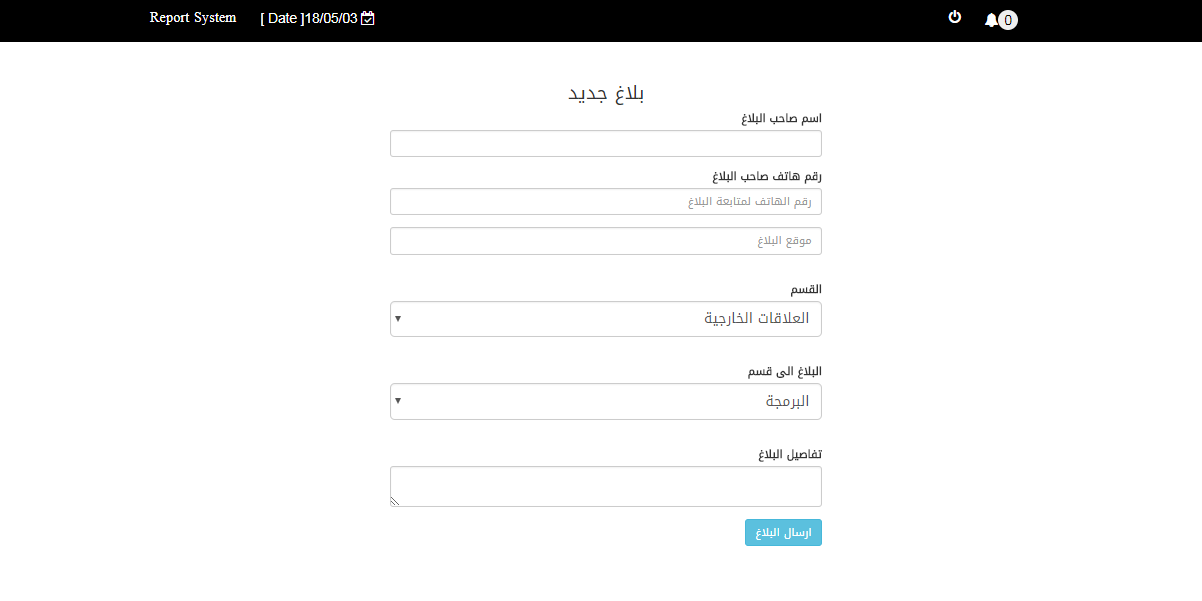 Report System [ Date ]18/05/03 0
بلاغ جديد
اسم صاحب البلاغ
رقم هاتف صاحب البلاغ
رقم الهاتف لمتابعة البلاغ
موقع البلاغ
القسم
العلاقات الخارجية
البلاغ الى قسم
البرمجة
تفاصيل البلاغ
ارسال البلاغ